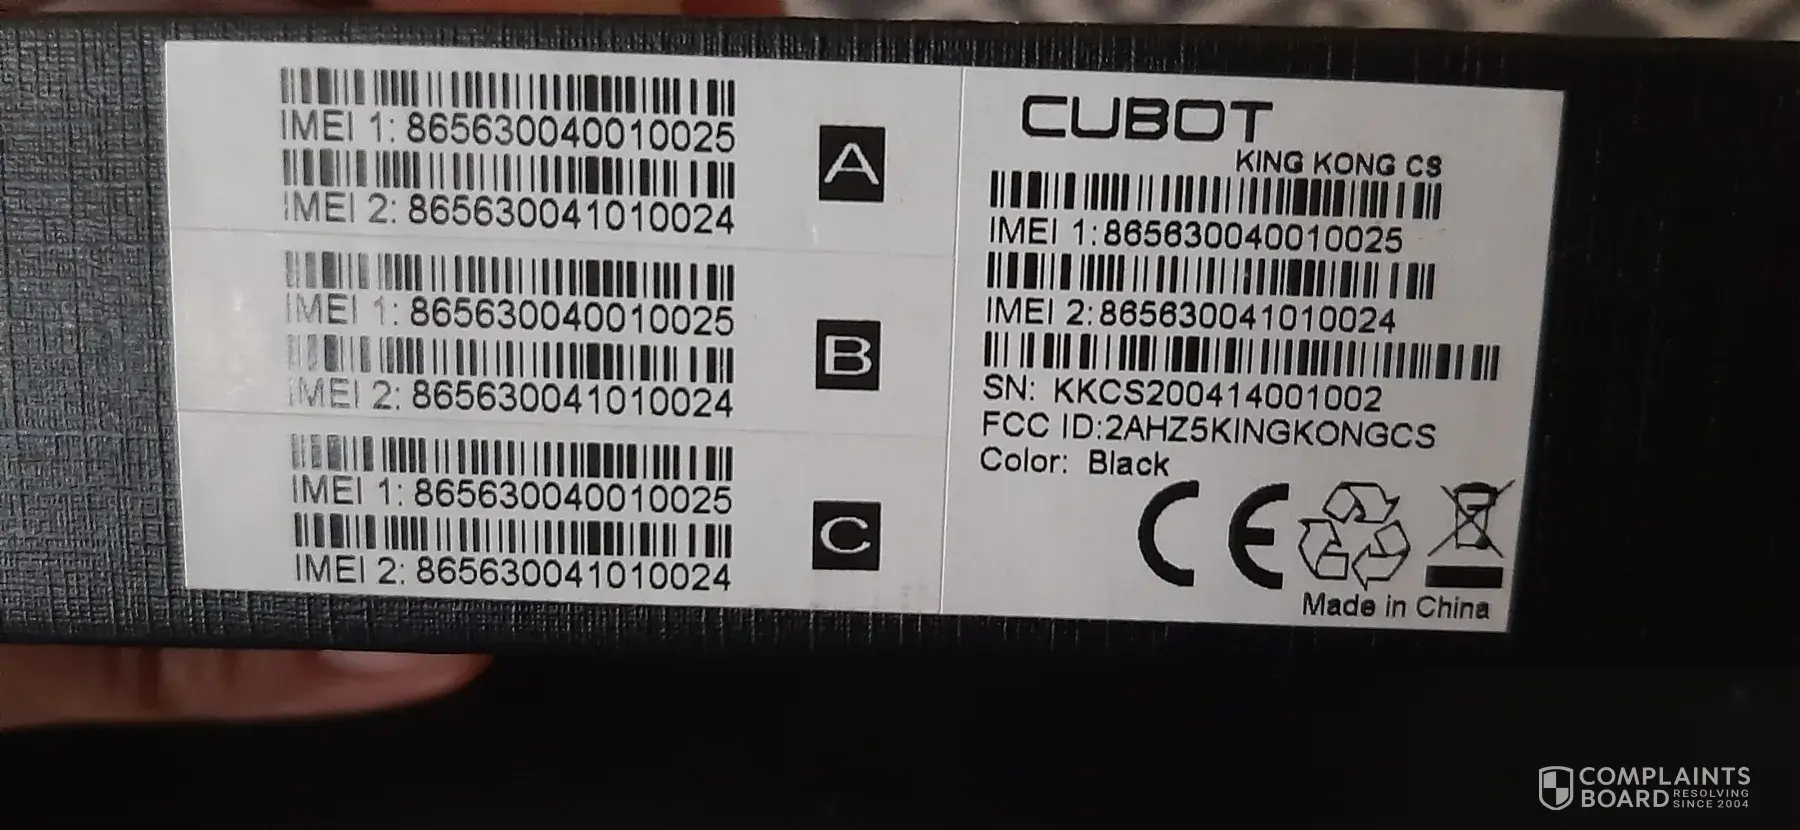 IMEI 1: 865630040010025
IMEI 2: 865630041010024
A
IMEI 1: 865630040010025
IMEI 2: 865630041010024
B
IMEI 1: 865630040010025
IMEI 2: 865630041010024
C
CUBOT
KING KONG CS
IMEI 1:865630040010025
IMEI 2:865630041010024
SN: KKCS200414001002
FCC ID:2AHZ5KINGKONGCS
Color: Black
CE
Made in China
COMPLAINTS
BOARD RESOLVING
SINCE 2004